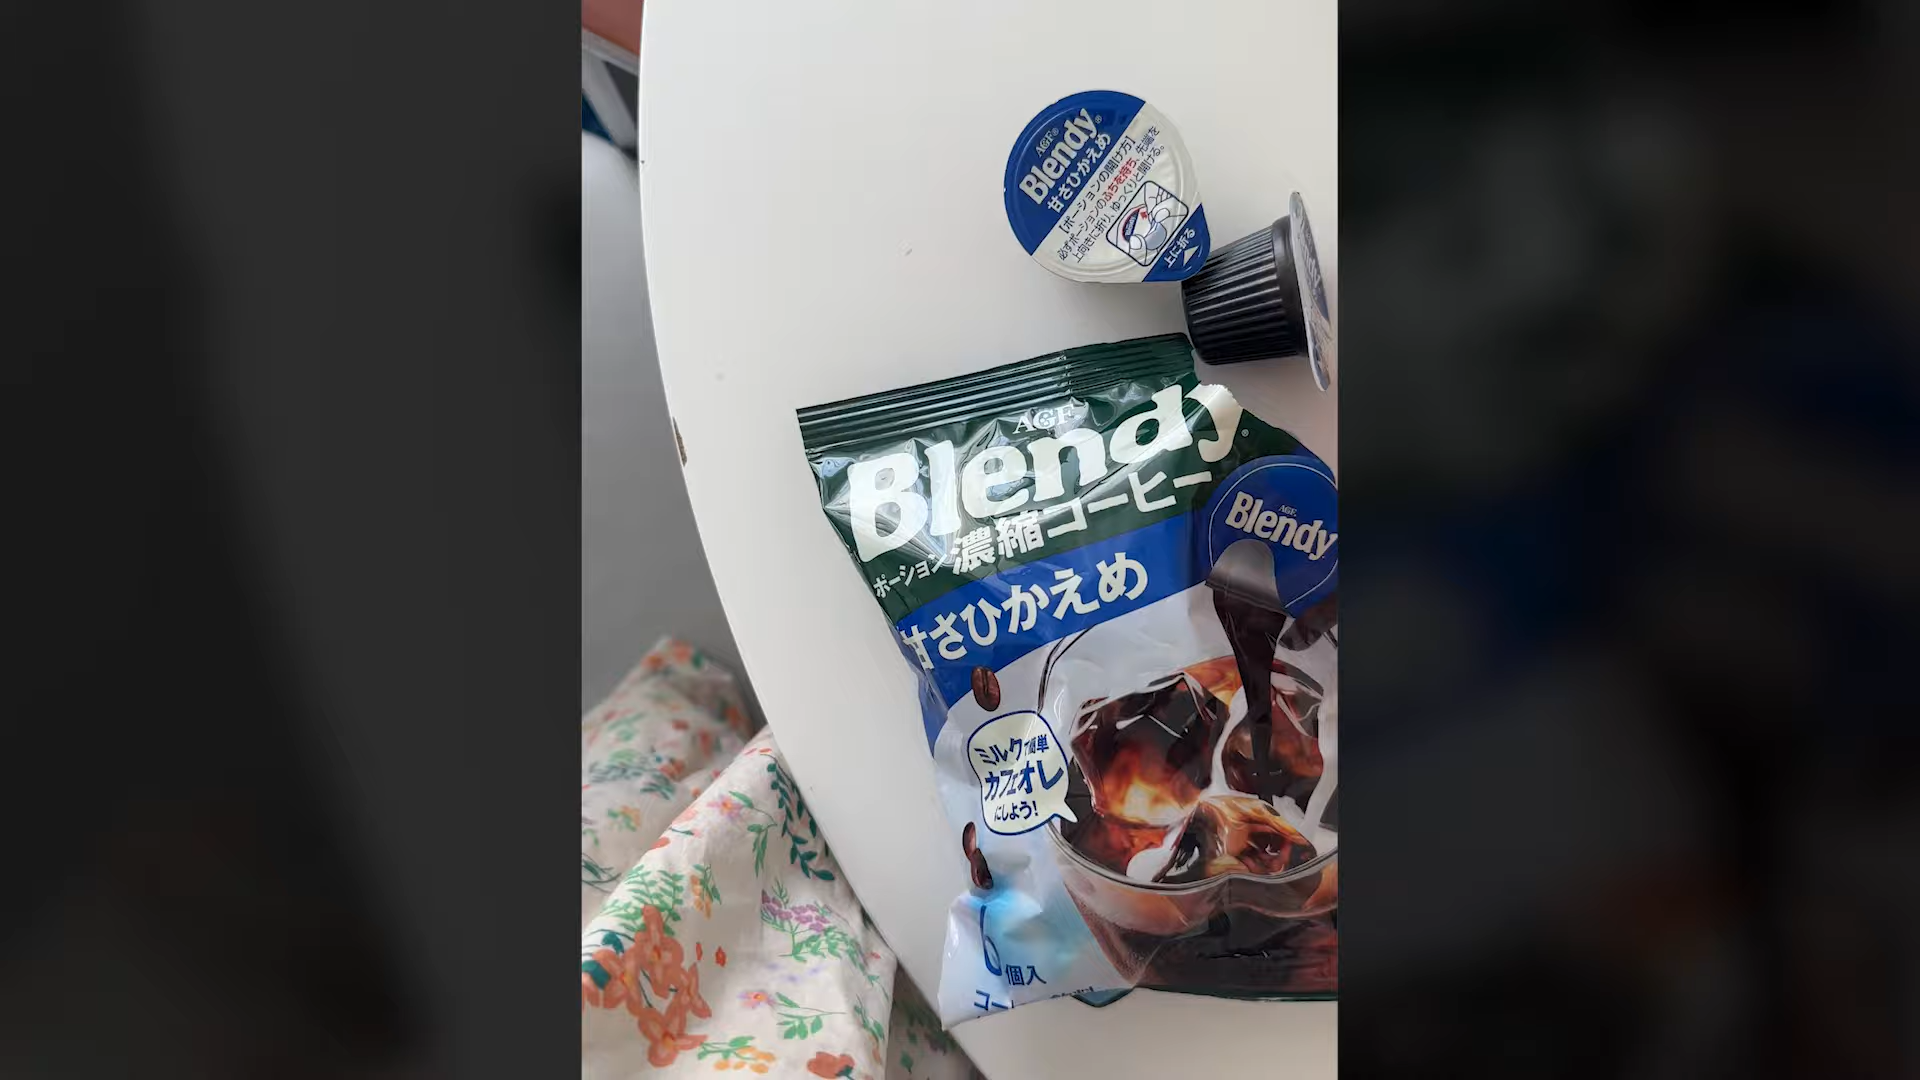 AGF®
Blendy®
甘さひかえめ
【ポーションの開け方】
必ずポーションのふちを持ち、先端を
上向きに折り、ゆっくりと開ける。
上に折る
AGF
Blendy®
ポーション 濃縮コーヒー
甘さひかえめ
AGF
Blendy
ミルクで簡単
カフェオレ
にしよう!
6個入